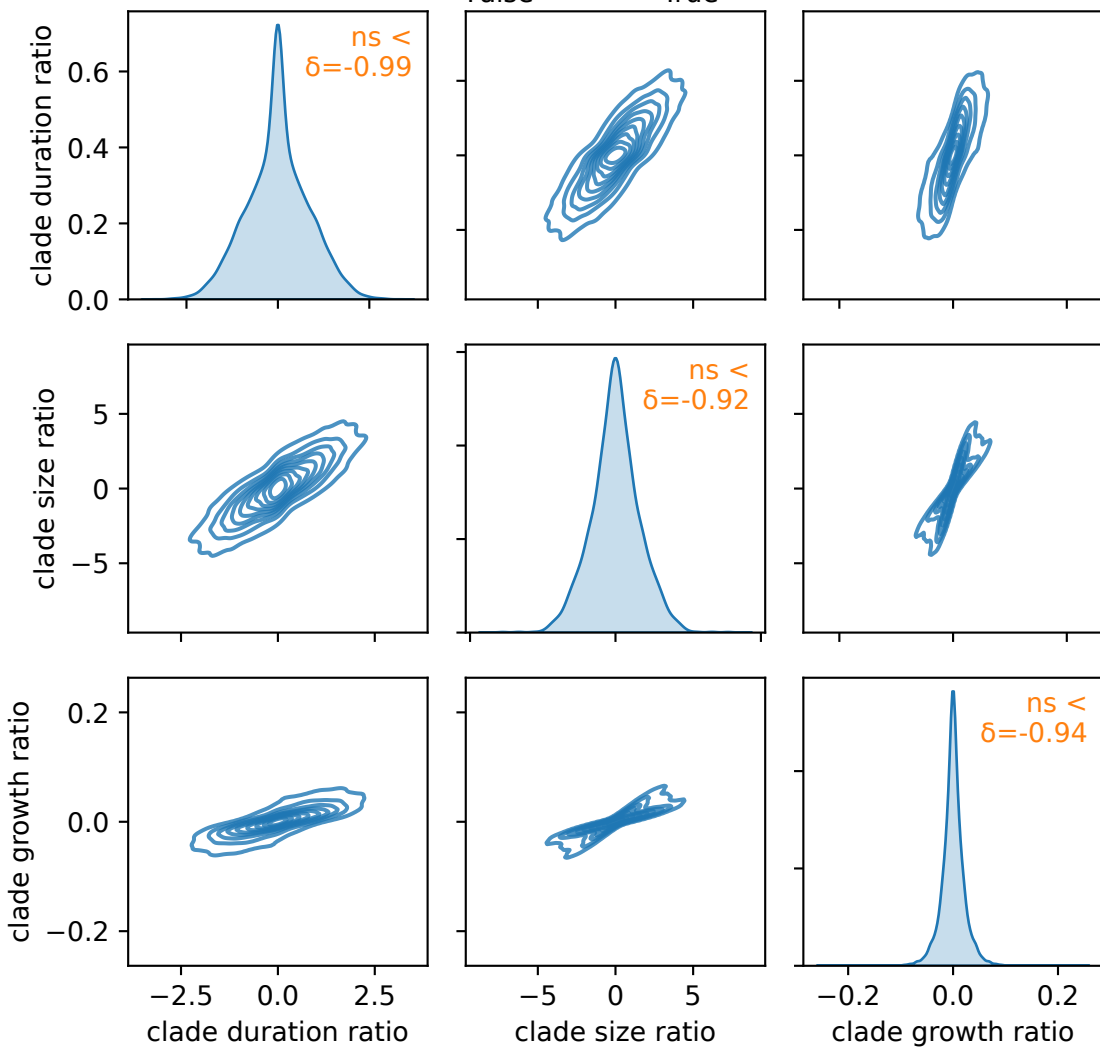 clade duration ratio
0.6
0.4
0.2
0.0
ns <
δ=-0.99
clade size ratio
5
0
−5
ns <
δ=-0.92
clade growth ratio
0.2
0.0
−0.2
ns <
δ=-0.94
−2.5 0.0 2.5
−5 0 5
−0.2 0.0 0.2
clade duration ratio
clade size ratio
clade growth ratio